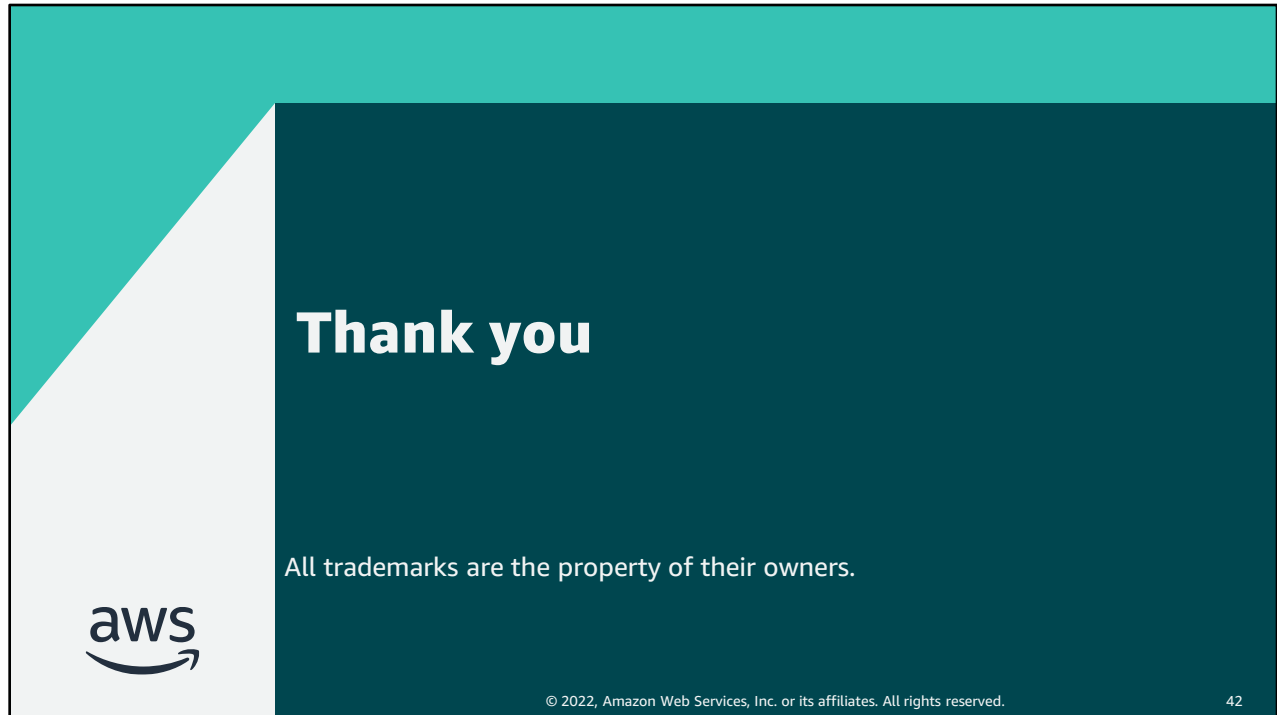 Thank you
All trademarks are the property of their owners.
aws
© 2022, Amazon Web Services, Inc. or its affiliates. All rights reserved.
42